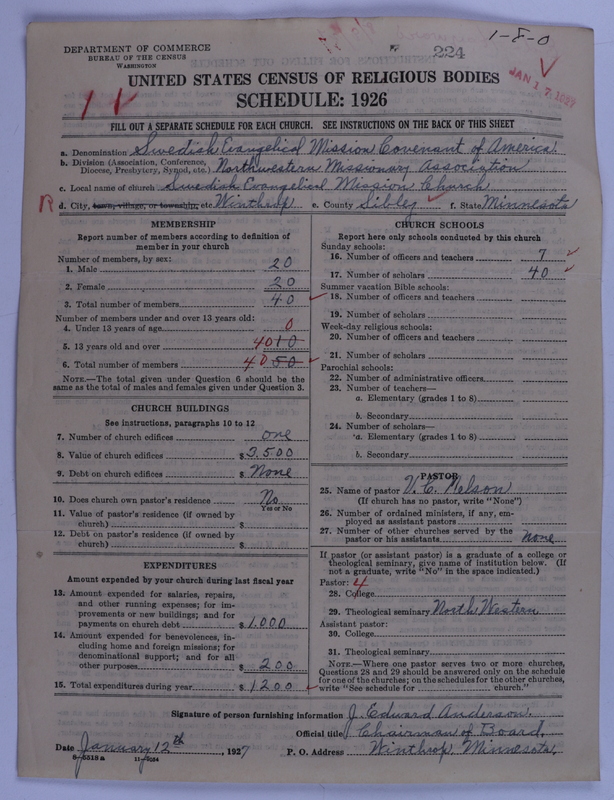 1-8-0
224
JAN 17 1927
DEPARTMENT OF COMMERCE
BUREAU OF THE CENSUS
WASHINGTON
UNITED STATES CENSUS OF RELIGIOUS BODIES
SCHEDULE: 1926
FILL OUT A SEPARATE SCHEDULE FOR EACH CHURCH. SEE INSTRUCTIONS ON THE BACK OF THIS SHEET
a. Denomination Swedish Evangelical Mission Covenant of America
b. Division (Association, Conference, Diocese, Presbytery, Synod, etc.) Northwestern Missionary Association
c. Local name of church Swedish Evangelical Mission Church
R d. City, town, village, or township, etc. Winthrop e. County Sibley f. State Minnesota
MEMBERSHIP
Report number of members according to definition of
member in your church
Number of members, by sex:
1. Male 20
2. Female 20
3. Total number of members 40
Number of members under and over 13 years old:
4. Under 13 years of age 0
5. 13 years old and over 40 10
6. Total number of members 40 50
NOTE.—The total given under Question 6 should be the
same as the total of males and females given under Question 3.
CHURCH BUILDINGS
See instructions, paragraphs 10 to 12
7. Number of church edifices one
8. Value of church edifices $3.500
9. Debt on church edifices $None
10. Does church own pastor's residence No
Yes or No
11. Value of pastor's residence (if owned by
church) $
12. Debt on pastor's residence (if owned by
church) $
EXPENDITURES
Amount expended by your church during last fiscal year
13. Amount expended for salaries, repairs,
and other running expenses; for im-
provements or new buildings; and for
payments on church debt $1.000
14. Amount expended for benevolences, in-
cluding home and foreign missions; for
denominational support; and for all
other purposes $200
15. Total expenditures during year $1200
CHURCH SCHOOLS
Report here only schools conducted by this church
Sunday schools:
16. Number of officers and teachers 7
17. Number of scholars 40
Summer vacation Bible schools:
18. Number of officers and teachers
19. Number of scholars
Week-day religious schools:
20. Number of officers and teachers
21. Number of scholars
Parochial schools:
22. Number of administrative officers
23. Number of teachers—
a. Elementary (grades 1 to 8)
b. Secondary
24. Number of scholars—
a. Elementary (grades 1 to 8)
b. Secondary
PASTOR
25. Name of pastor V. C. Nelson
(If church has no pastor, write "None")
26. Number of ordained ministers, if any, em-
ployed as assistant pastors
27. Number of other churches served by the
pastor or his assistants none
If pastor (or assistant pastor) is a graduate of a college or
theological seminary, give name of institution below. (If
not a graduate, write "No" in the space indicated.)
Pastor: 4
28. College
29. Theological seminary North Western
Assistant pastor:
30. College
31. Theological seminary
NOTE.—Where one pastor serves two or more churches,
Questions 28 and 29 should be answered only on the schedule
for one of the churches; on the schedules for the other churches,
write "See schedule for church."
Signature of person furnishing information J. Edward Anderson
Official title Chairman of Board
Date January 12th, 1927 P. O. Address Winthrop, Minnesota